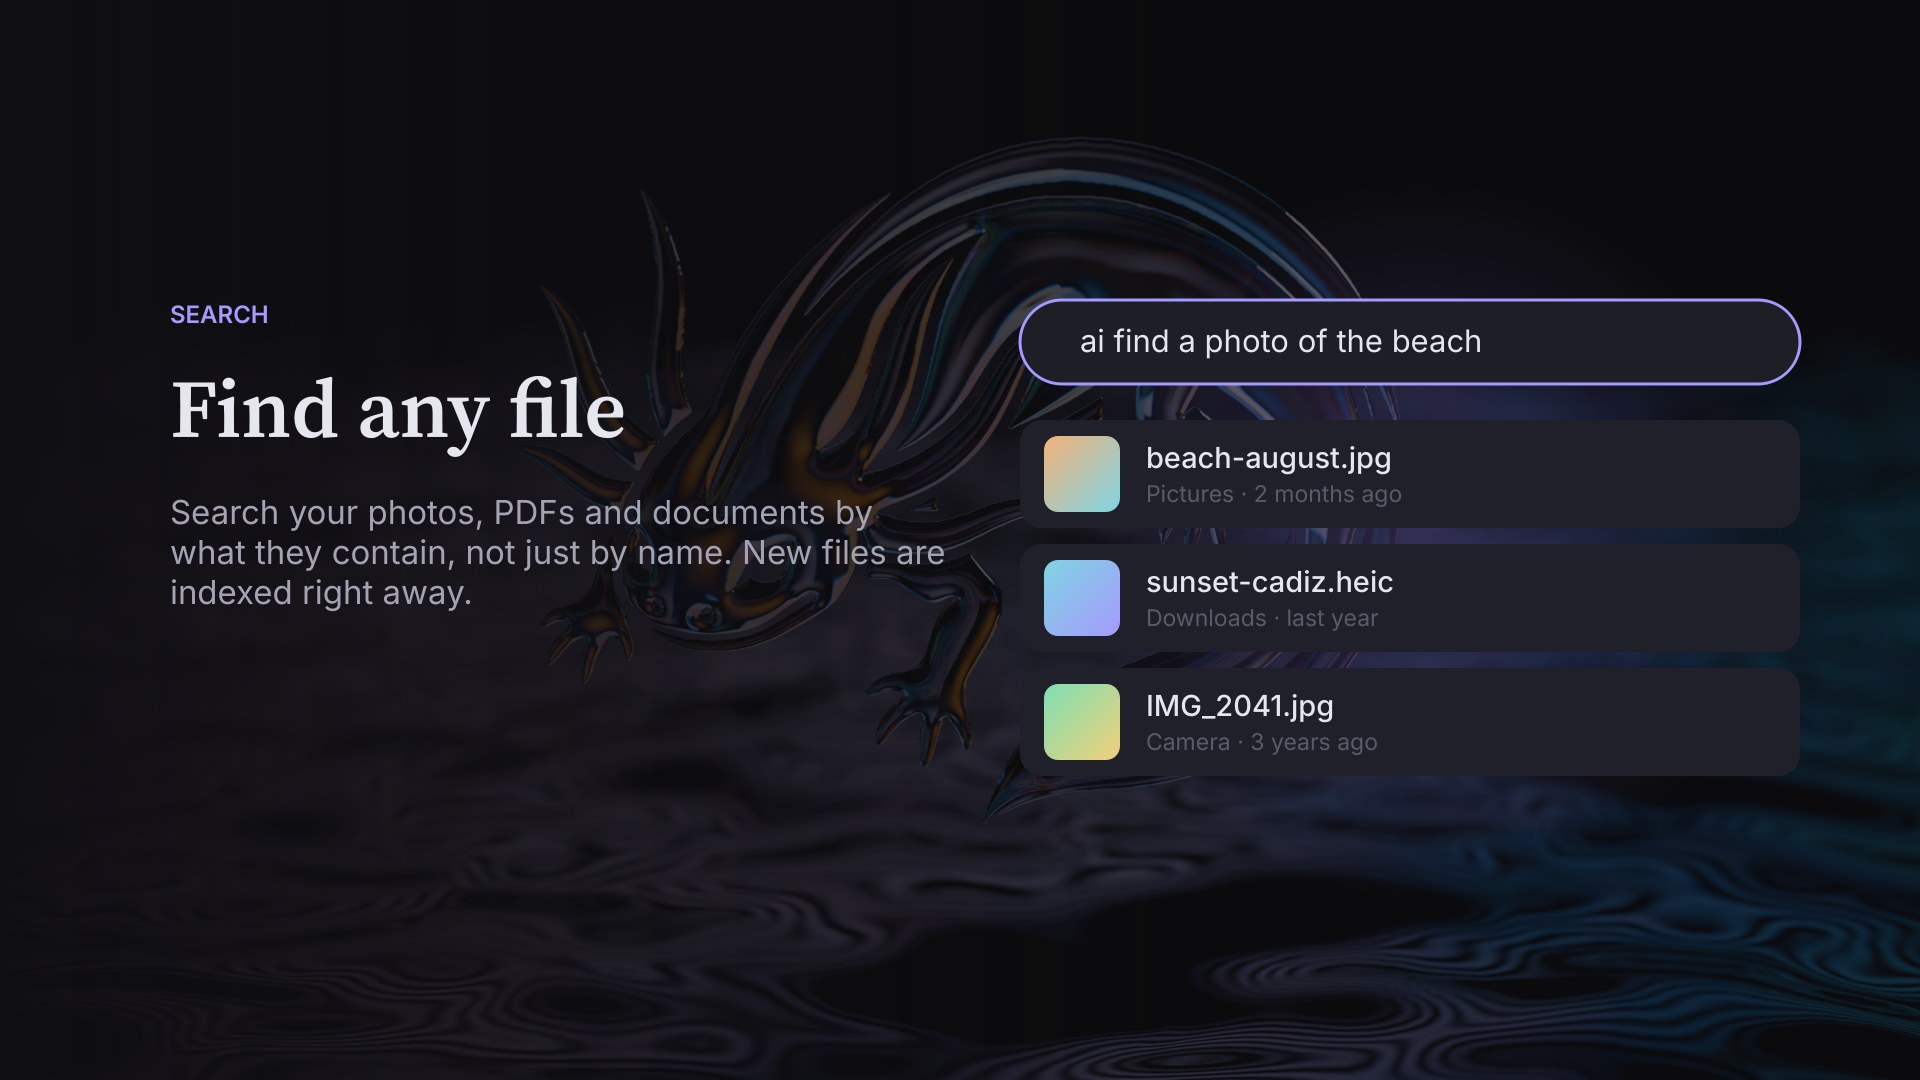 SEARCH
Find any file
Search your photos, PDFs and documents by
what they contain, not just by name. New files are
indexed right away.
ai find a photo of the beach
beach-august.jpg
Pictures · 2 months ago
sunset-cadiz.heic
Downloads · last year
IMG_2041.jpg
Camera · 3 years ago